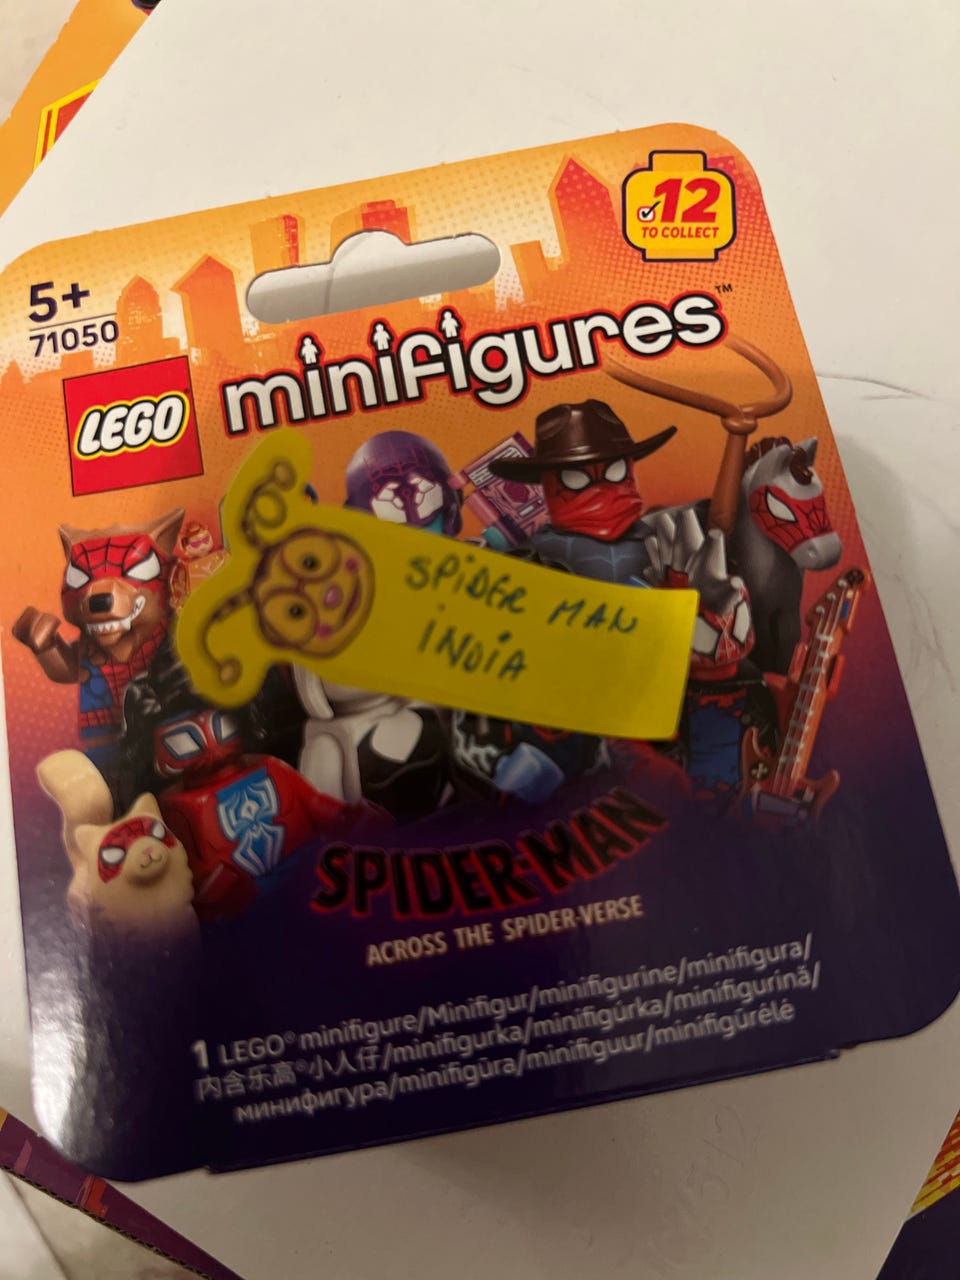 12
TO COLLECT
5+
71050
LEGO
minifigures™
SPiDER MAN
iNDiA
SPIDER-MAN
ACROSS THE SPIDER-VERSE
1 LEGO® minifigure/Minifigur/minifigurine/minifigura/
内含乐高®小人仔/minifigurka/minifigúrka/minifigurină/
минифигура/minifigūra/minifiguur/minifigūrėlė